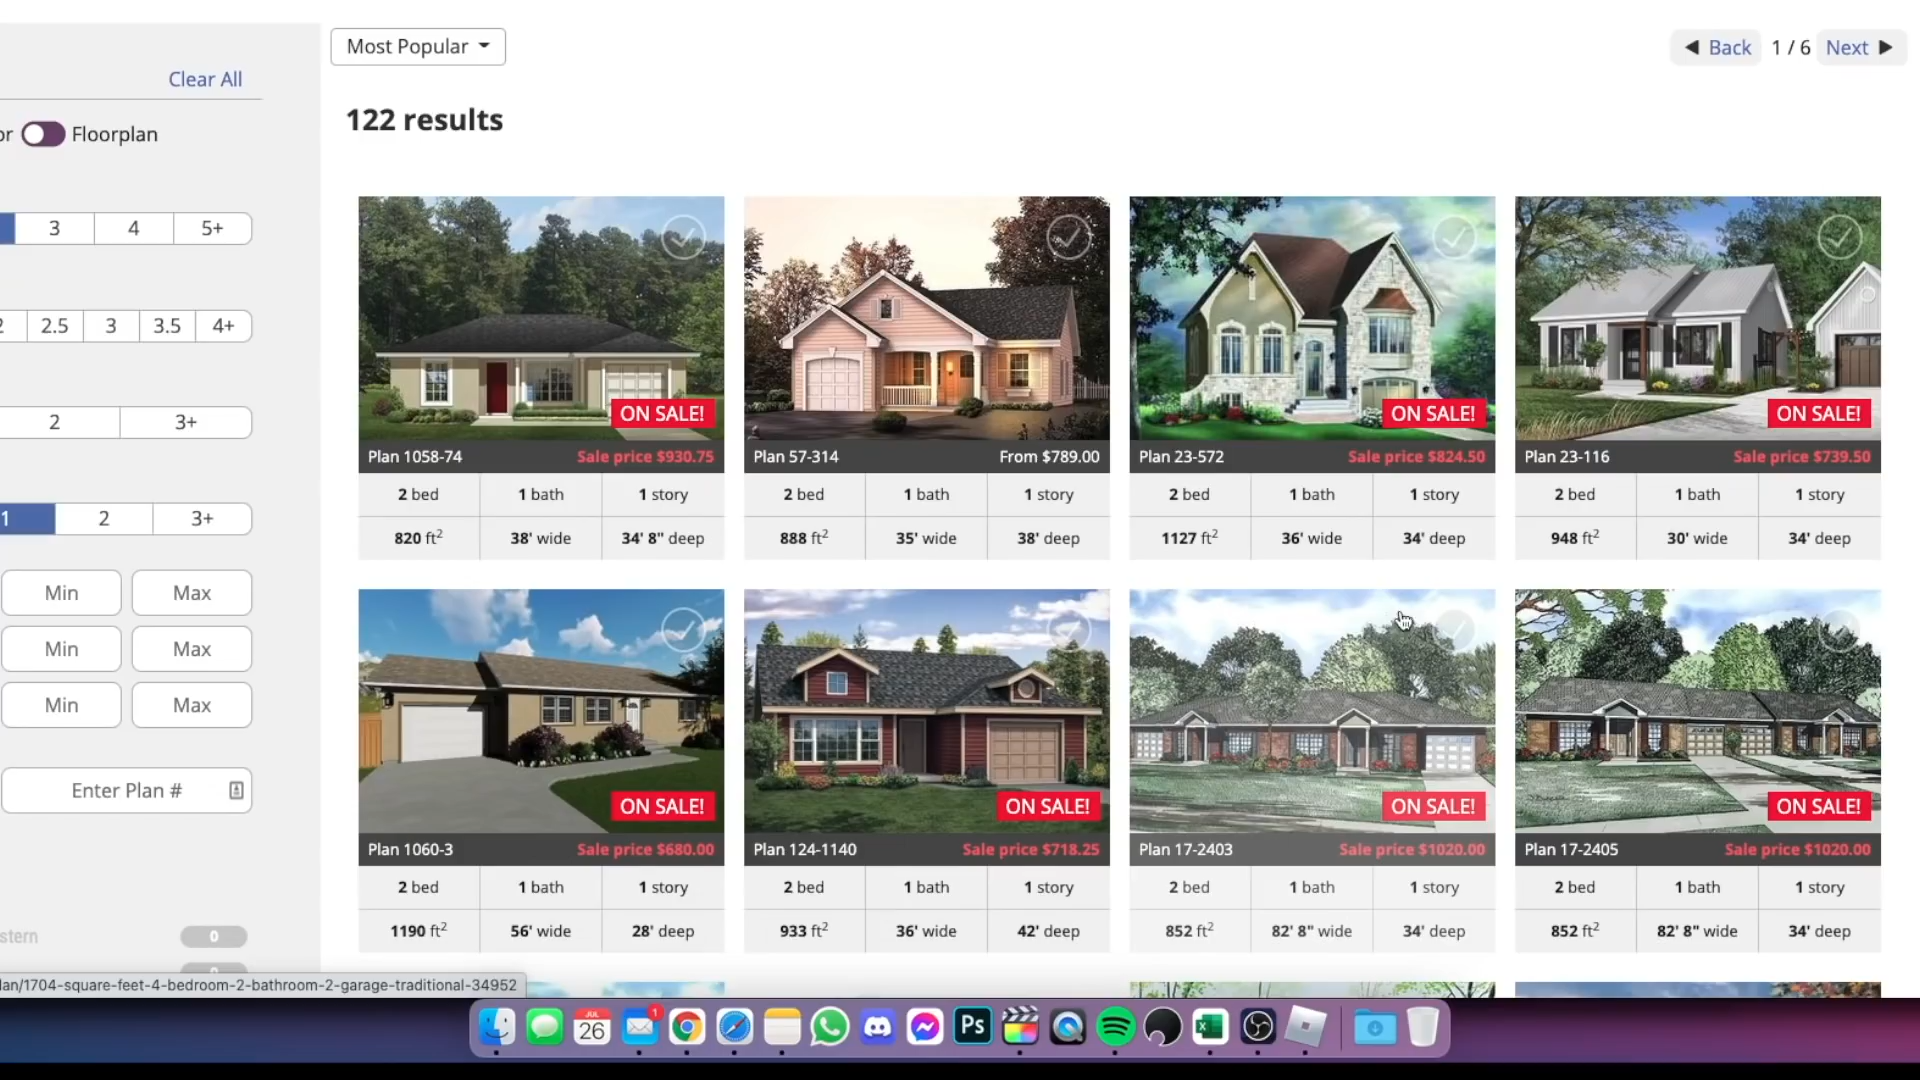 Most Popular
Back 1 / 6 Next
Clear All
122 results
or Floorplan
3 4 5+
2 2.5 3 3.5 4+
2 3+
1 2 3+
Min Max
Min Max
Min Max
Enter Plan #
stern 0
ON SALE!
ON SALE!
ON SALE!
Plan 1058-74 Sale price $930.75
Plan 57-314 From $789.00
Plan 23-572 Sale price $824.50
Plan 23-116 Sale price $739.50
2 bed 1 bath 1 story
2 bed 1 bath 1 story
2 bed 1 bath 1 story
2 bed 1 bath 1 story
820 ft² 38' wide 34' 8" deep
888 ft² 35' wide 38' deep
1127 ft² 36' wide 34' deep
948 ft² 30' wide 34' deep
ON SALE!
ON SALE!
ON SALE!
ON SALE!
Plan 1060-3 Sale price $680.00
Plan 124-1140 Sale price $718.25
Plan 17-2403 Sale price $1020.00
Plan 17-2405 Sale price $1020.00
2 bed 1 bath 1 story
2 bed 1 bath 1 story
2 bed 1 bath 1 story
2 bed 1 bath 1 story
1190 ft² 56' wide 28' deep
933 ft² 36' wide 42' deep
852 ft² 82' 8" wide 34' deep
852 ft² 82' 8" wide 34' deep
lan/1704-square-feet-4-bedroom-2-bathroom-2-garage-traditional-34952
JUL
26
1
Ps